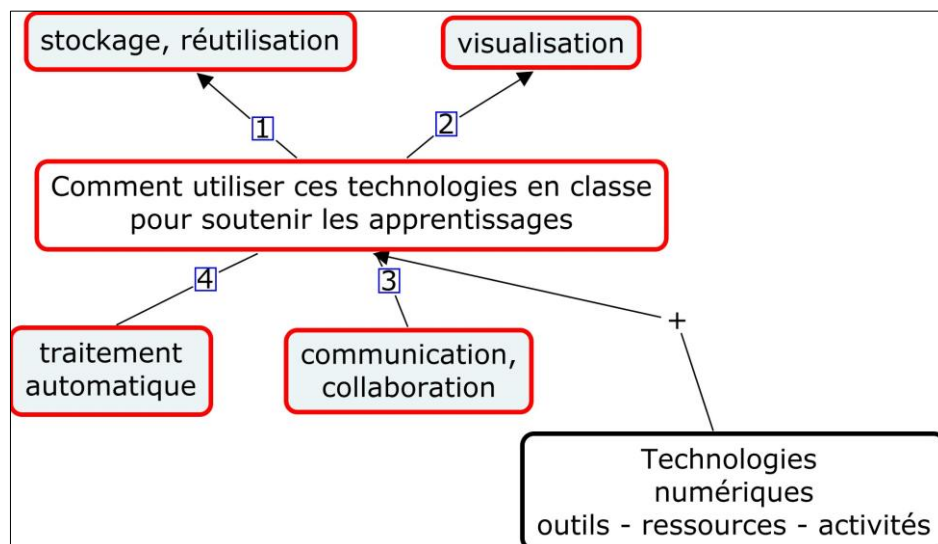 stockage, réutilisation
visualisation
1
2
Comment utiliser ces technologies en classe
pour soutenir les apprentissages
4
3
+
traitement
automatique
communication,
collaboration
Technologies
numériques
outils - ressources - activités